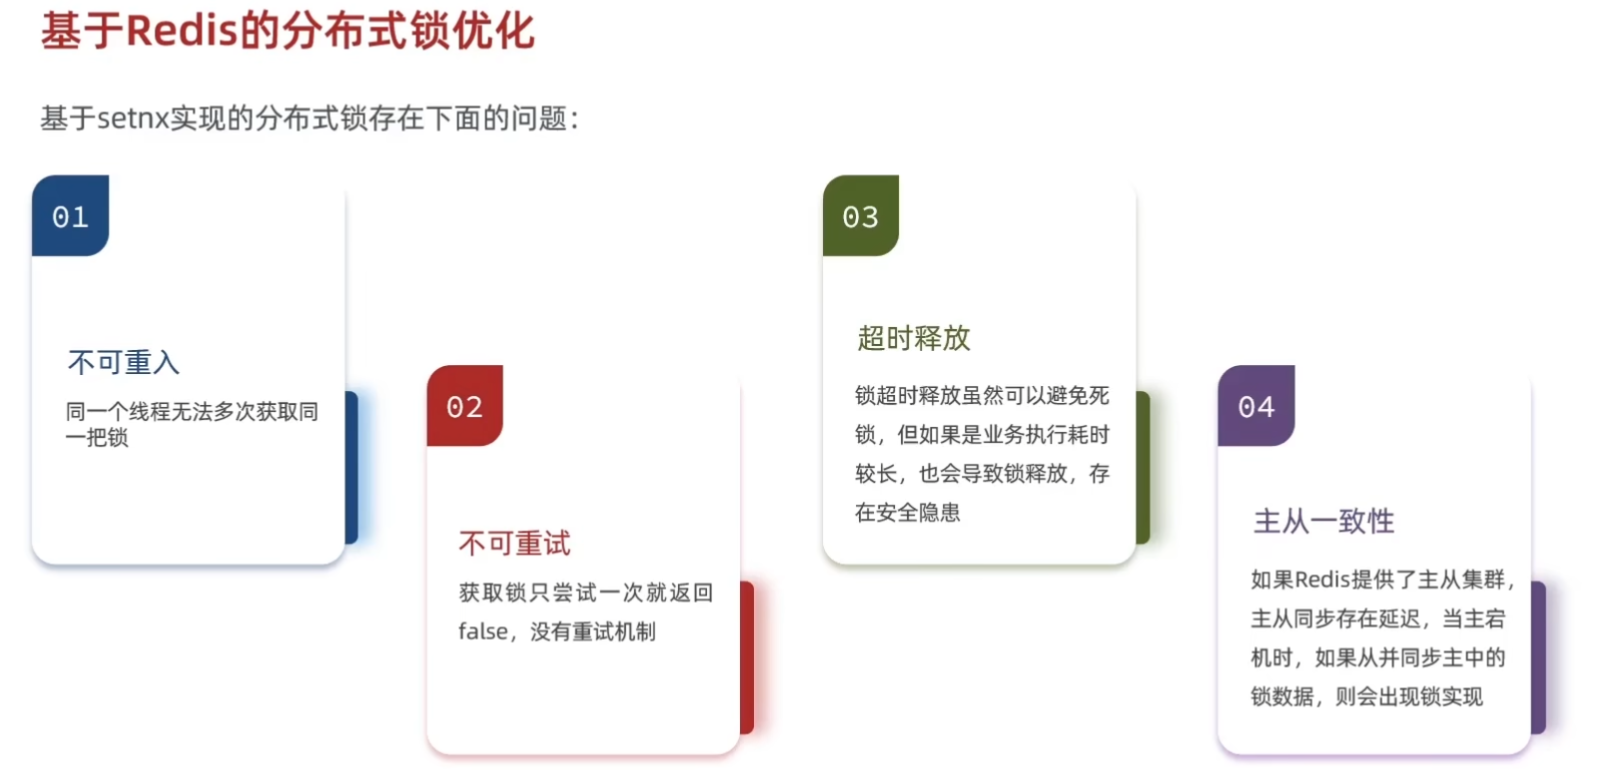 基于Redis的分布式锁优化
基于setnx实现的分布式锁存在下面的问题：
01
不可重入
同一个线程无法多次获取同
一把锁
02
不可重试
获取锁只尝试一次就返回
false，没有重试机制
03
超时释放
锁超时释放虽然可以避免死
锁，但如果是业务执行耗时
较长，也会导致锁释放，存
在安全隐患
04
主从一致性
如果Redis提供了主从集群，
主从同步存在延迟，当主宕
机时，如果从并同步主中的
锁数据，则会出现锁实现